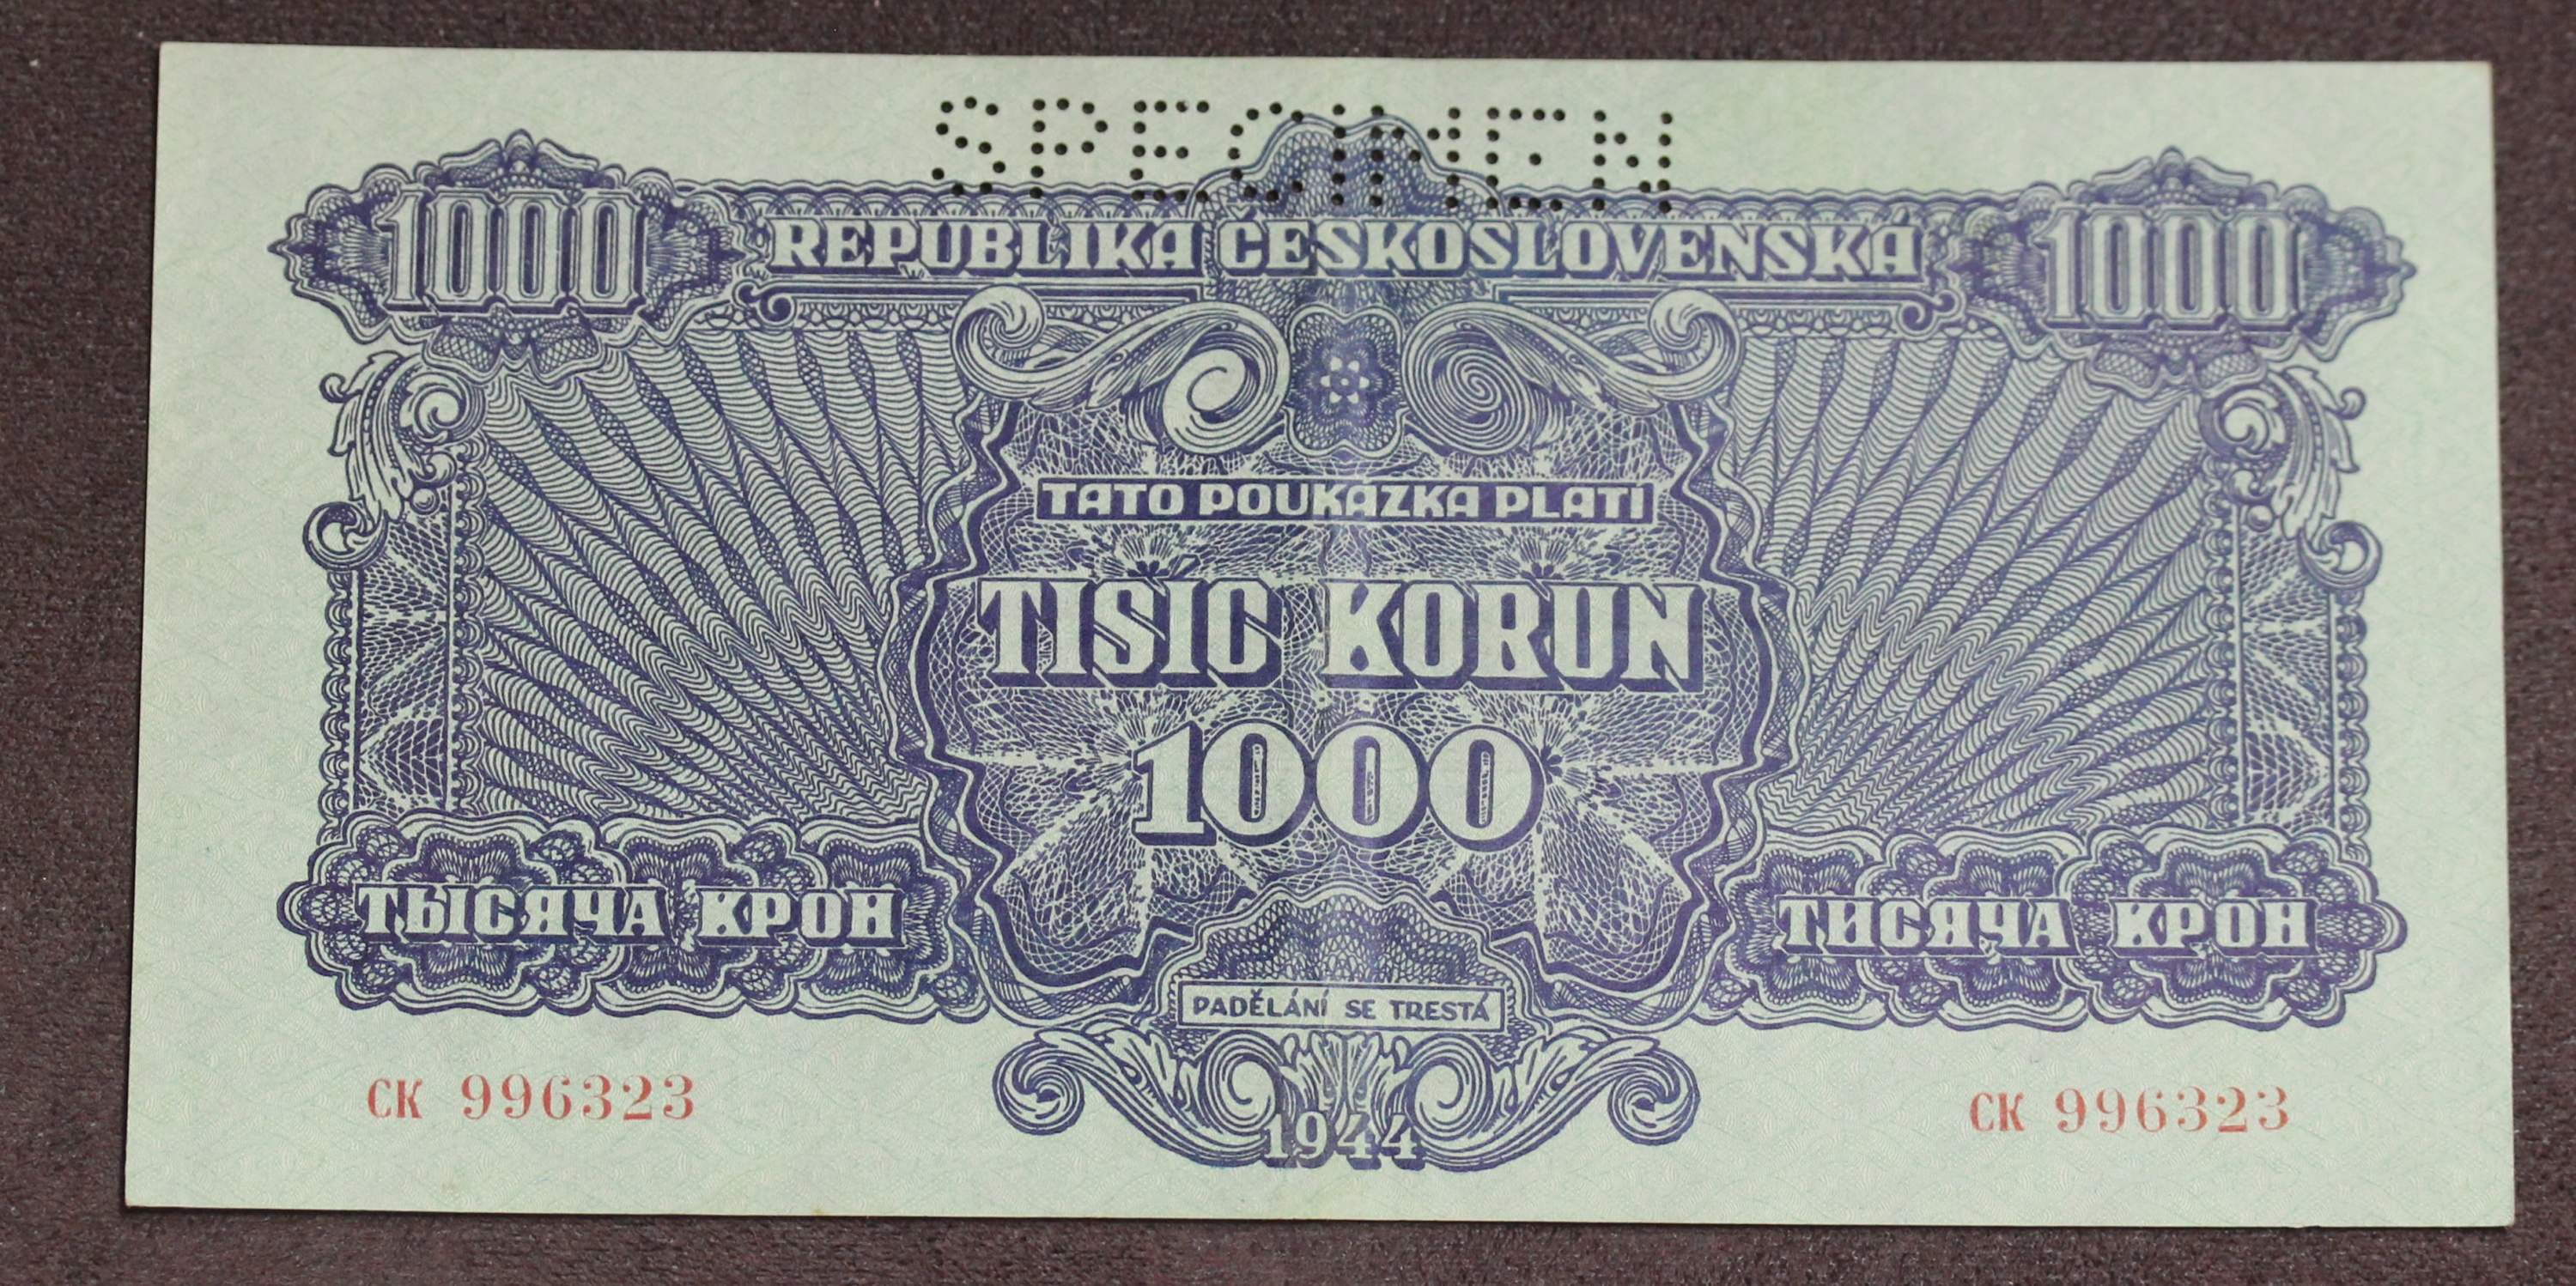 SPECIMEN
1000 REPUBLIKA ČESKOSLOVENSKÁ 1000
TATO POUKÁZKA PLATÍ
TISÍC KORUN
1000
ТЫСЯЧА КРОН
ТИСЯЧА КРОН
PADĚLÁNÍ SE TRESTÁ
СК 996323
СК 996323
1944